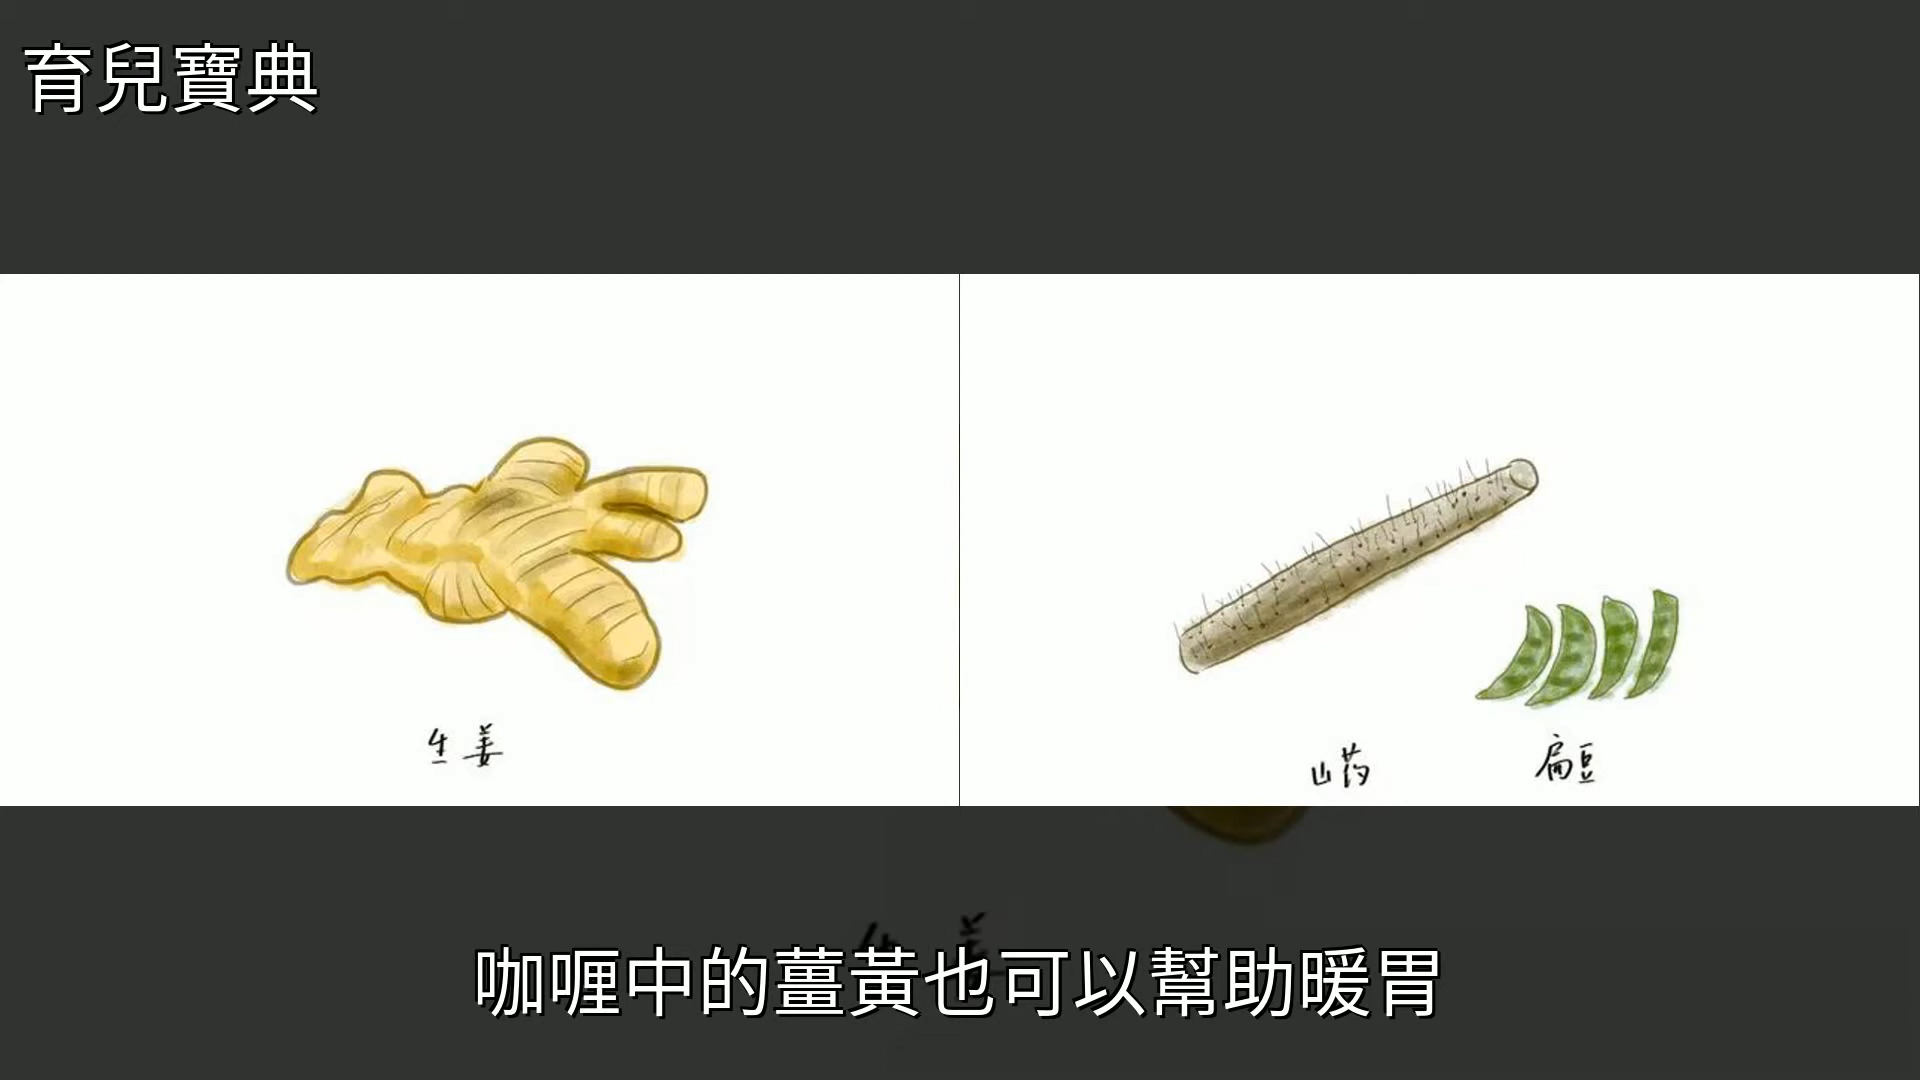 育兒寶典
生姜
山药
扁豆
咖喱中的薑黃也可以幫助暖胃